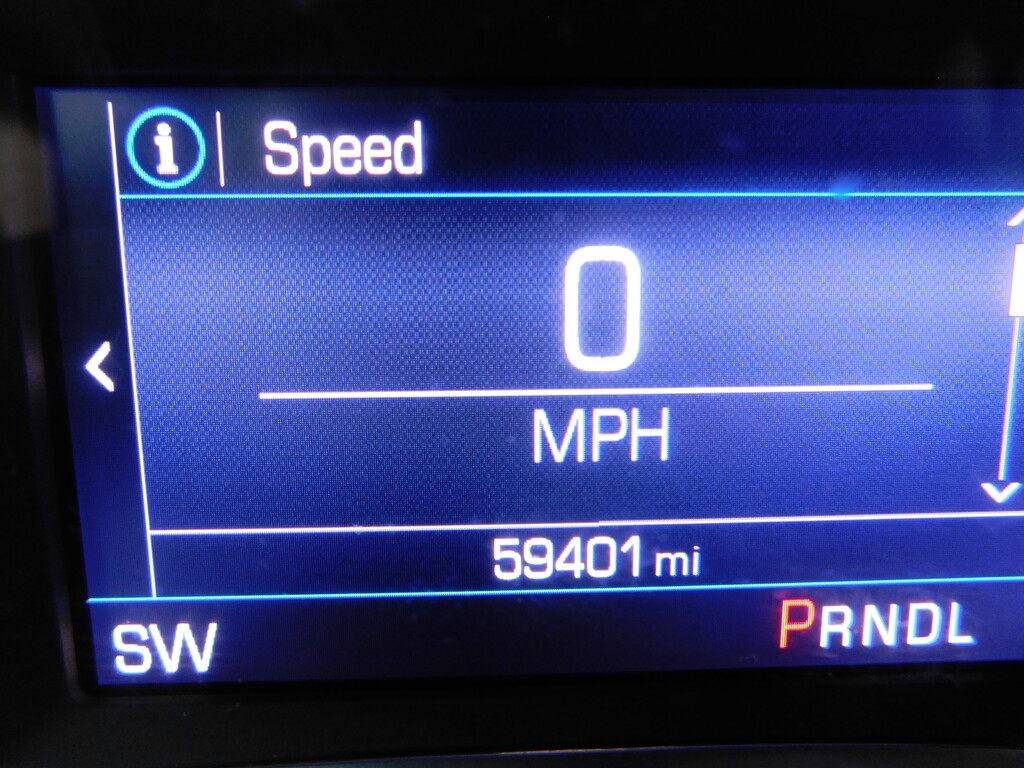 i Speed
0
MPH
59401 mi
SW PRNDL